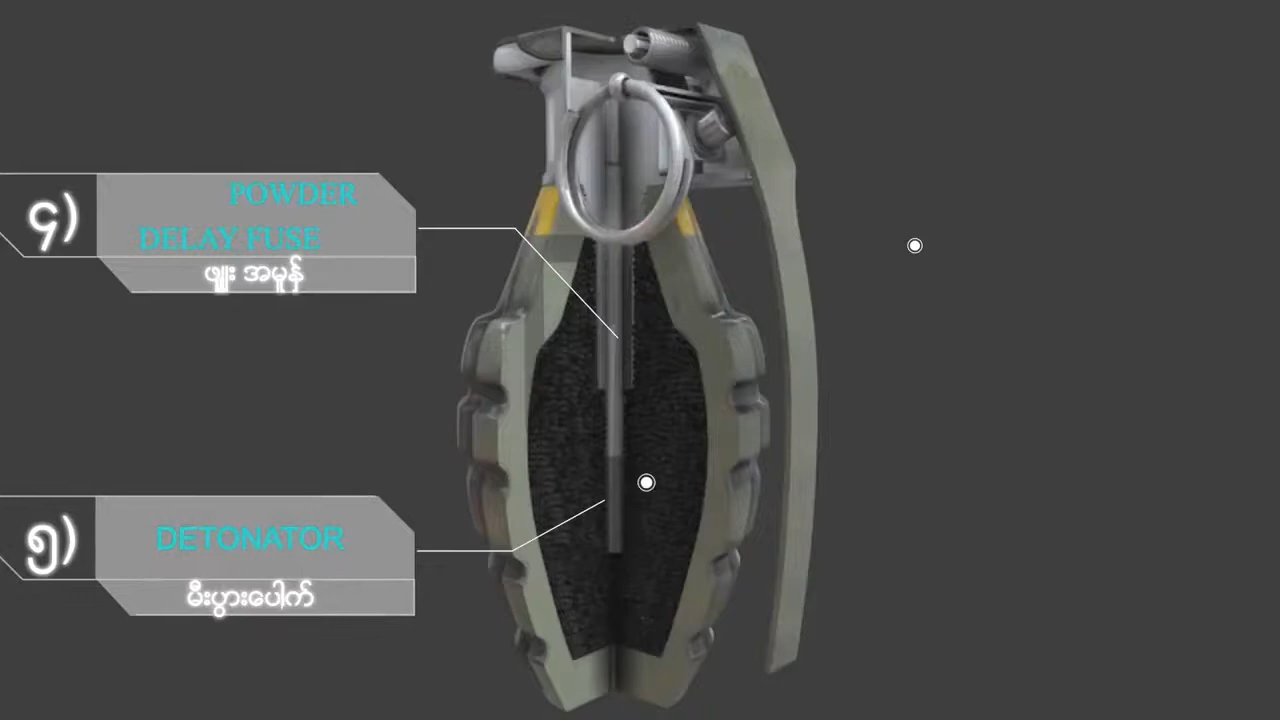 ၄)
POWDER
DELAY FUSE
ဖျူး အမှုန့်
၅)
DETONATOR
မီးပွားပေါက်